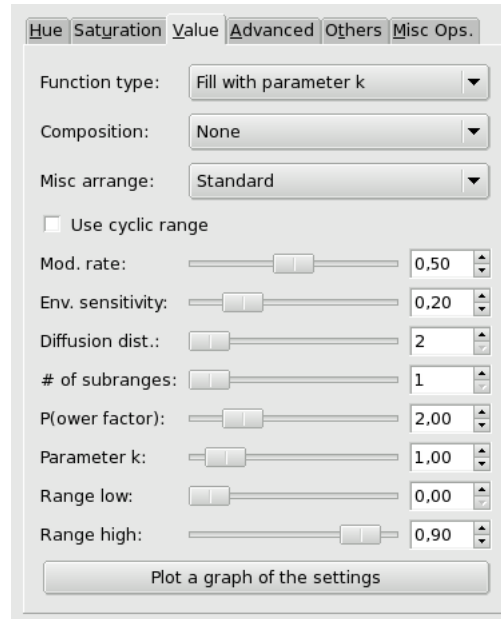 Hue Saturation Value Advanced Others Misc Ops.
Function type: Fill with parameter k
Composition: None
Misc arrange: Standard
Use cyclic range
Mod. rate: 0,50
Env. sensitivity: 0,20
Diffusion dist.: 2
# of subranges: 1
P(ower factor): 2,00
Parameter k: 1,00
Range low: 0,00
Range high: 0,90
Plot a graph of the settings